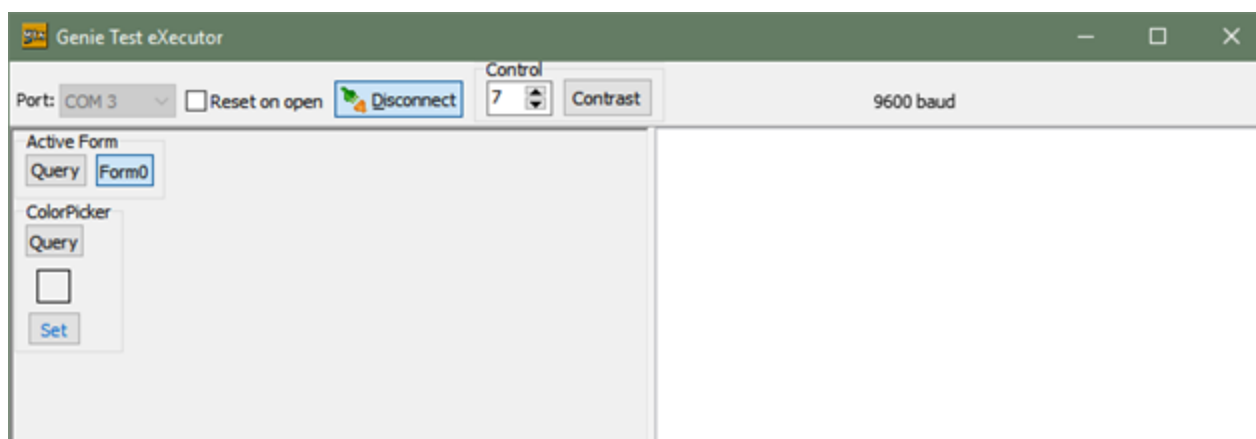 Genie Test eXecutor
Control
Port: COM 3 Reset on open Disconnect 7 Contrast 9600 baud
Active Form
Query Form0
ColorPicker
Query
Set